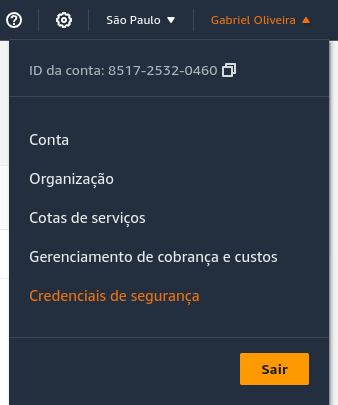 São Paulo
Gabriel Oliveira
ID da conta: 8517-2532-0460
Conta
Organização
Cotas de serviços
Gerenciamento de cobrança e custos
Credenciais de segurança
Sair